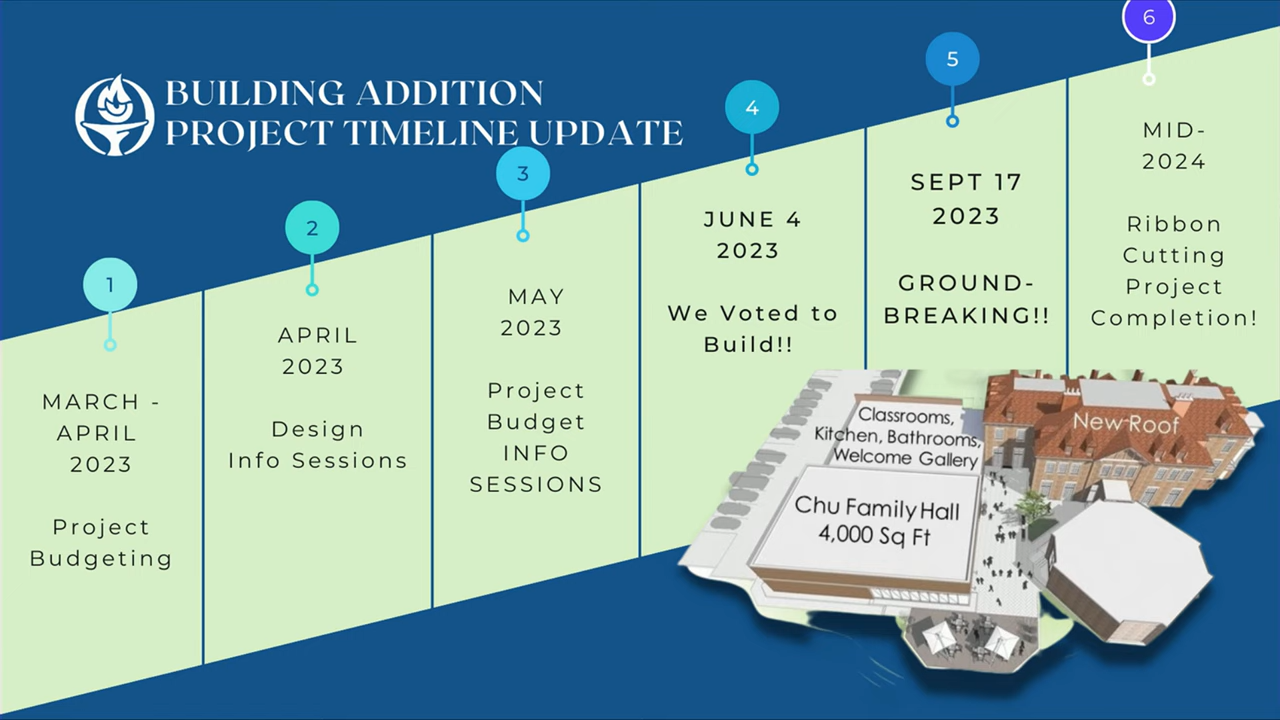 BUILDING ADDITION
PROJECT TIMELINE UPDATE
1
MARCH -
APRIL
2023
Project
Budgeting
2
APRIL
2023
Design
Info Sessions
3
MAY
2023
Project
Budget
INFO
SESSIONS
4
JUNE 4
2023
We Voted to
Build!!
5
SEPT 17
2023
GROUND-
BREAKING!!
6
MID-
2024
Ribbon
Cutting
Project
Completion!
Classrooms,
Kitchen, Bathrooms,
Welcome Gallery
New Roof
Chu Family Hall
4,000 Sq Ft